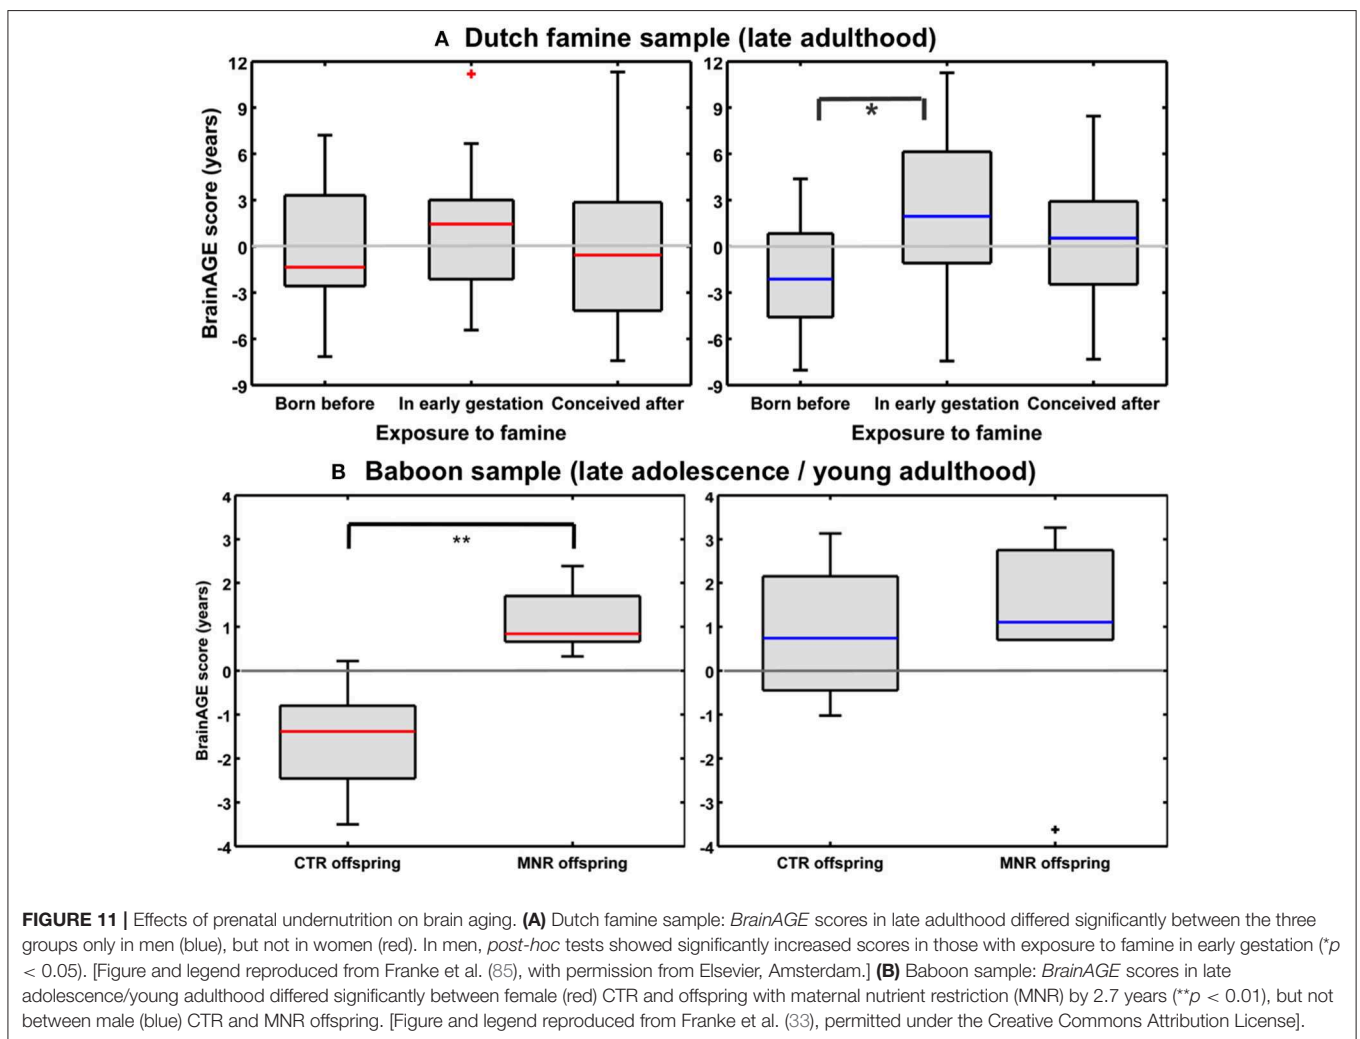 A Dutch famine sample (late adulthood)
12
9
6
3
0
-3
-6
-9
BrainAGE score (years)
Born before In early gestation Conceived after
Exposure to famine
12
9
6
3
0
-3
-6
-9
*
Born before In early gestation Conceived after
Exposure to famine
B Baboon sample (late adolescence / young adulthood)
4
3
2
1
0
-1
-2
-3
-4
BrainAGE score (years)
**
CTR offspring MNR offspring
4
3
2
1
0
-1
-2
-3
-4
CTR offspring MNR offspring
FIGURE 11 | Effects of prenatal undernutrition on brain aging. (A) Dutch famine sample: BrainAGE scores in late adulthood differed significantly between the three
groups only in men (blue), but not in women (red). In men, post-hoc tests showed significantly increased scores in those with exposure to famine in early gestation (*p
< 0.05). [Figure and legend reproduced from Franke et al. (85), with permission from Elsevier, Amsterdam.] (B) Baboon sample: BrainAGE scores in late
adolescence/young adulthood differed significantly between female (red) CTR and offspring with maternal nutrient restriction (MNR) by 2.7 years (**p < 0.01), but not
between male (blue) CTR and MNR offspring. [Figure and legend reproduced from Franke et al. (33), permitted under the Creative Commons Attribution License].